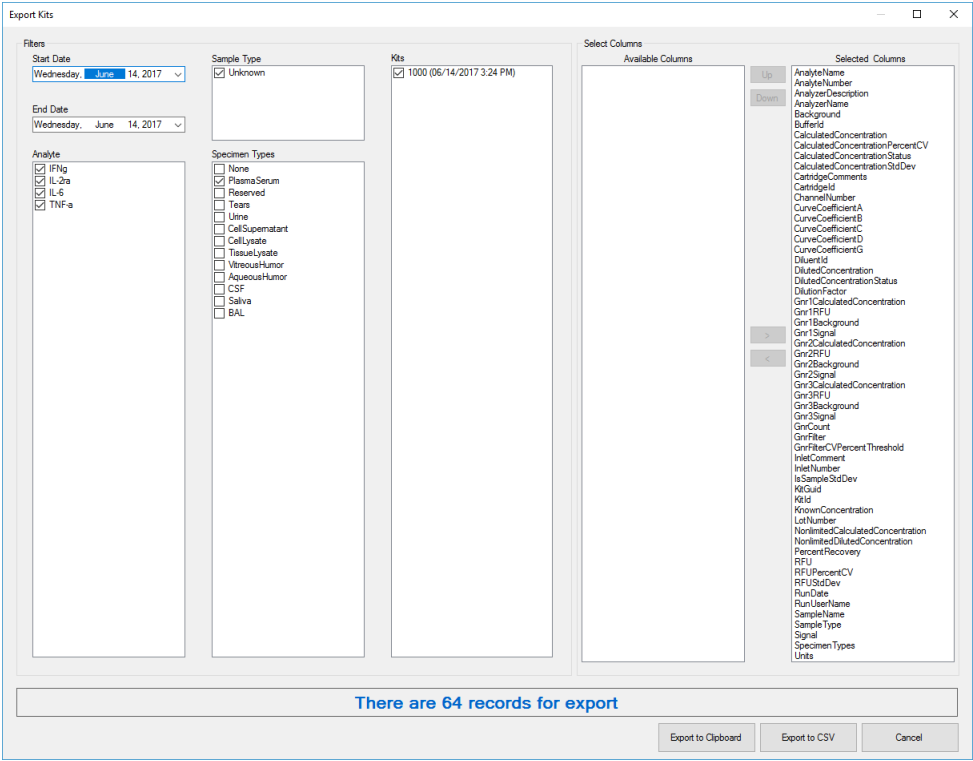 Export Kits
Filters
Start Date
Wednesday, June 14, 2017
End Date
Wednesday, June 14, 2017
Analyte
IFNg
IL-2ra
IL-6
TNF-a
Sample Type
Unknown
Specimen Types
None
PlasmaSerum
Reserved
Tears
Urine
CellSupernatant
CellLysate
TissueLysate
VitreousHumor
AqueousHumor
CSF
Saliva
BAL
Kits
1000 (06/14/2017 3:24 PM)
Select Columns
Available Columns
Up
Down
>
<
Selected Columns
AnalyteName
AnalyteNumber
AnalyzerDescription
AnalyzerName
Background
BufferId
CalculatedConcentration
CalculatedConcentrationPercentCV
CalculatedConcentrationStatus
CalculatedConcentrationStdDev
CartridgeComments
CartridgeId
ChannelNumber
CurveCoefficientA
CurveCoefficientB
CurveCoefficientC
CurveCoefficientD
CurveCoefficientG
DiluentId
DilutedConcentration
DilutedConcentrationStatus
DilutionFactor
Gnr1CalculatedConcentration
Gnr1RFU
Gnr1Background
Gnr1Signal
Gnr2CalculatedConcentration
Gnr2RFU
Gnr2Background
Gnr2Signal
Gnr3CalculatedConcentration
Gnr3RFU
Gnr3Background
Gnr3Signal
GnrCount
GnrFilter
GnrFilterCVPercentThreshold
InletComment
InletNumber
IsSampleStdDev
KitGuid
KitId
KnownConcentration
LotNumber
NonlimitedCalculatedConcentration
NonlimitedDilutedConcentration
PercentRecovery
RFU
RFUPercentCV
RFUStdDev
RunDate
RunUserName
SampleName
SampleType
Signal
SpecimenTypes
Units
There are 64 records for export
Export to Clipboard
Export to CSV
Cancel